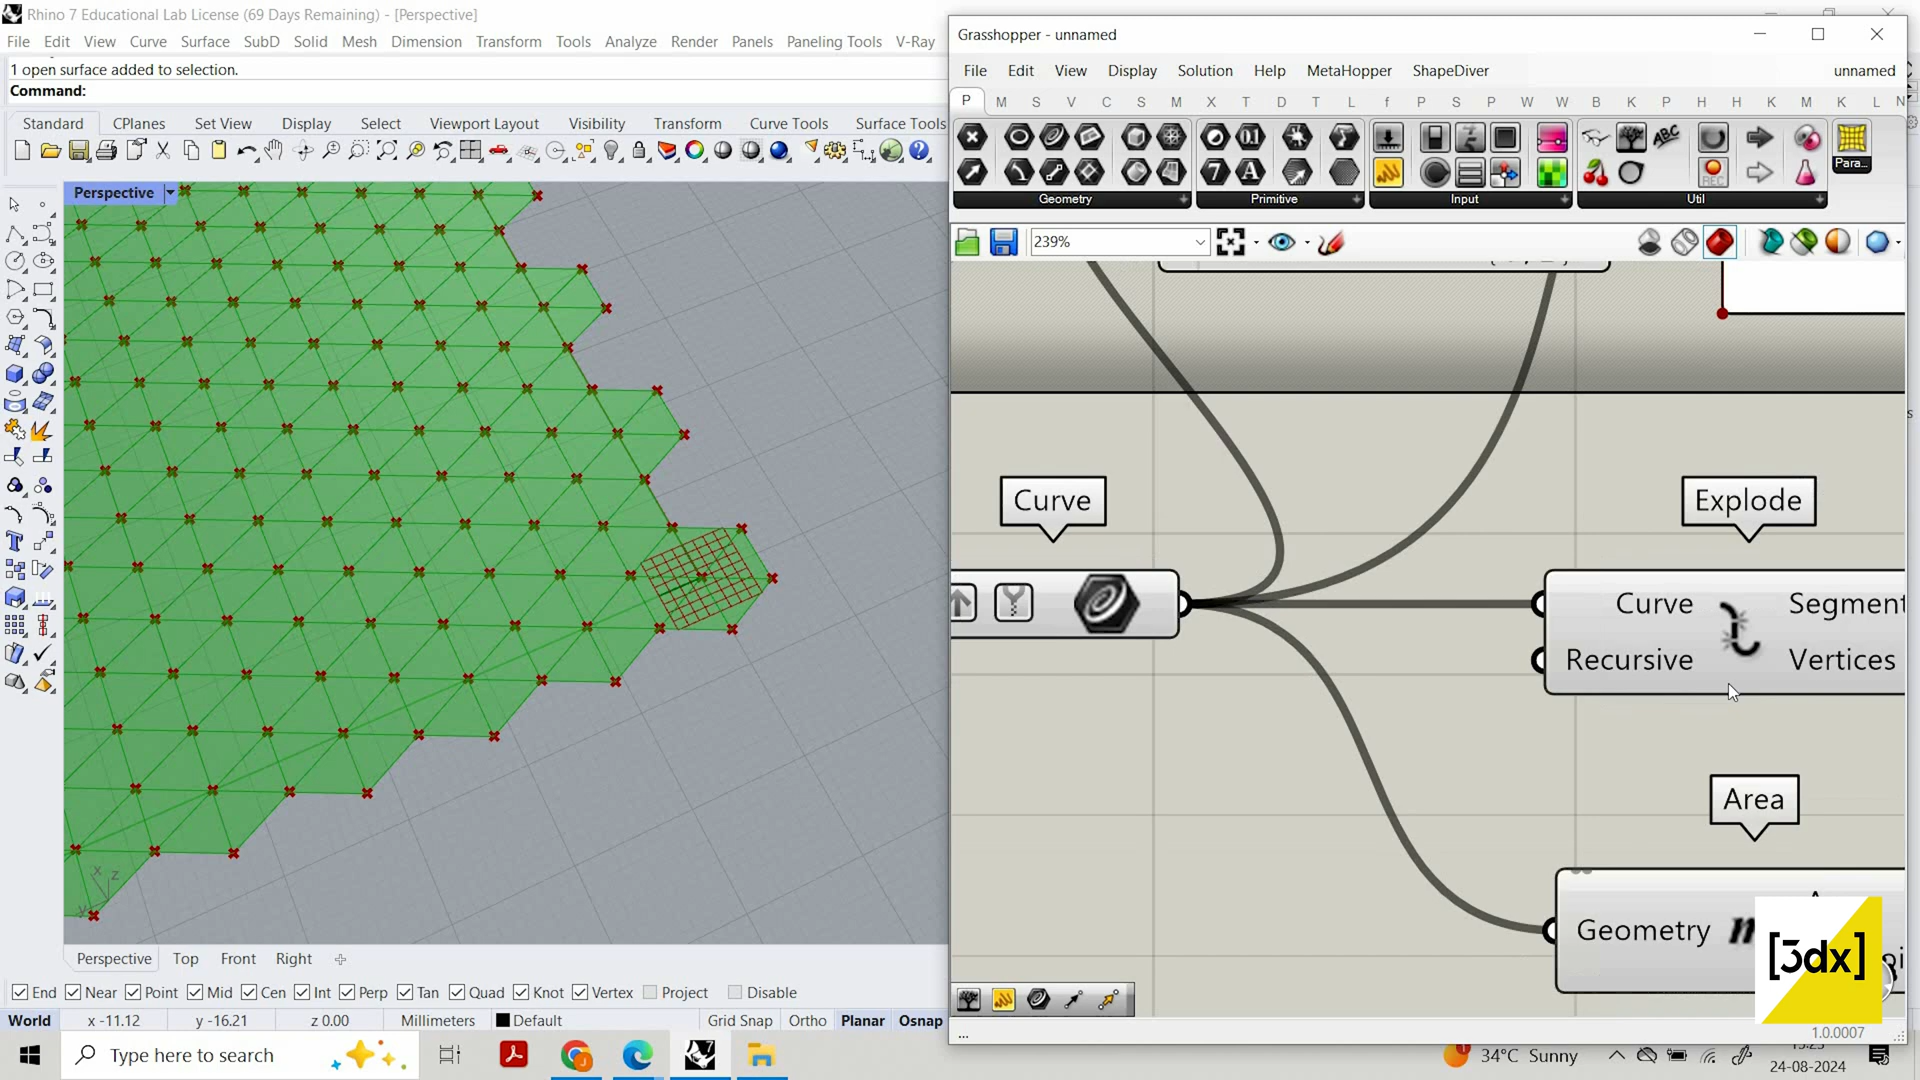 Rhino 7 Educational Lab License (69 Days Remaining) - [Perspective]
File Edit View Curve Surface SubD Solid Mesh Dimension Transform Tools Analyze Render Panels Paneling Tools V-Ray
1 open surface added to selection.
Command:
Standard CPlanes Set View Display Select Viewport Layout Visibility Transform Curve Tools Surface Tools
Perspective
x z
y
Perspective Top Front Right
End Near Point Mid Cen Int Perp Tan Quad Knot Vertex Project Disable
World x -11.12 y -16.21 z 0.00 Millimeters Default Grid Snap Ortho Planar Osnap
Type here to search
Grasshopper - unnamed
File Edit View Display Solution Help MetaHopper ShapeDiver unnamed
P M S V C S M X T D T L f P S P W W B K P H H K M K L N
Para...
Geometry Primitive Input Util
239%
Curve
Explode
Curve Segment
Recursive Vertices
Area
Geometry
[3dx]
...
1.0.0007
34°C Sunny
24-08-2024